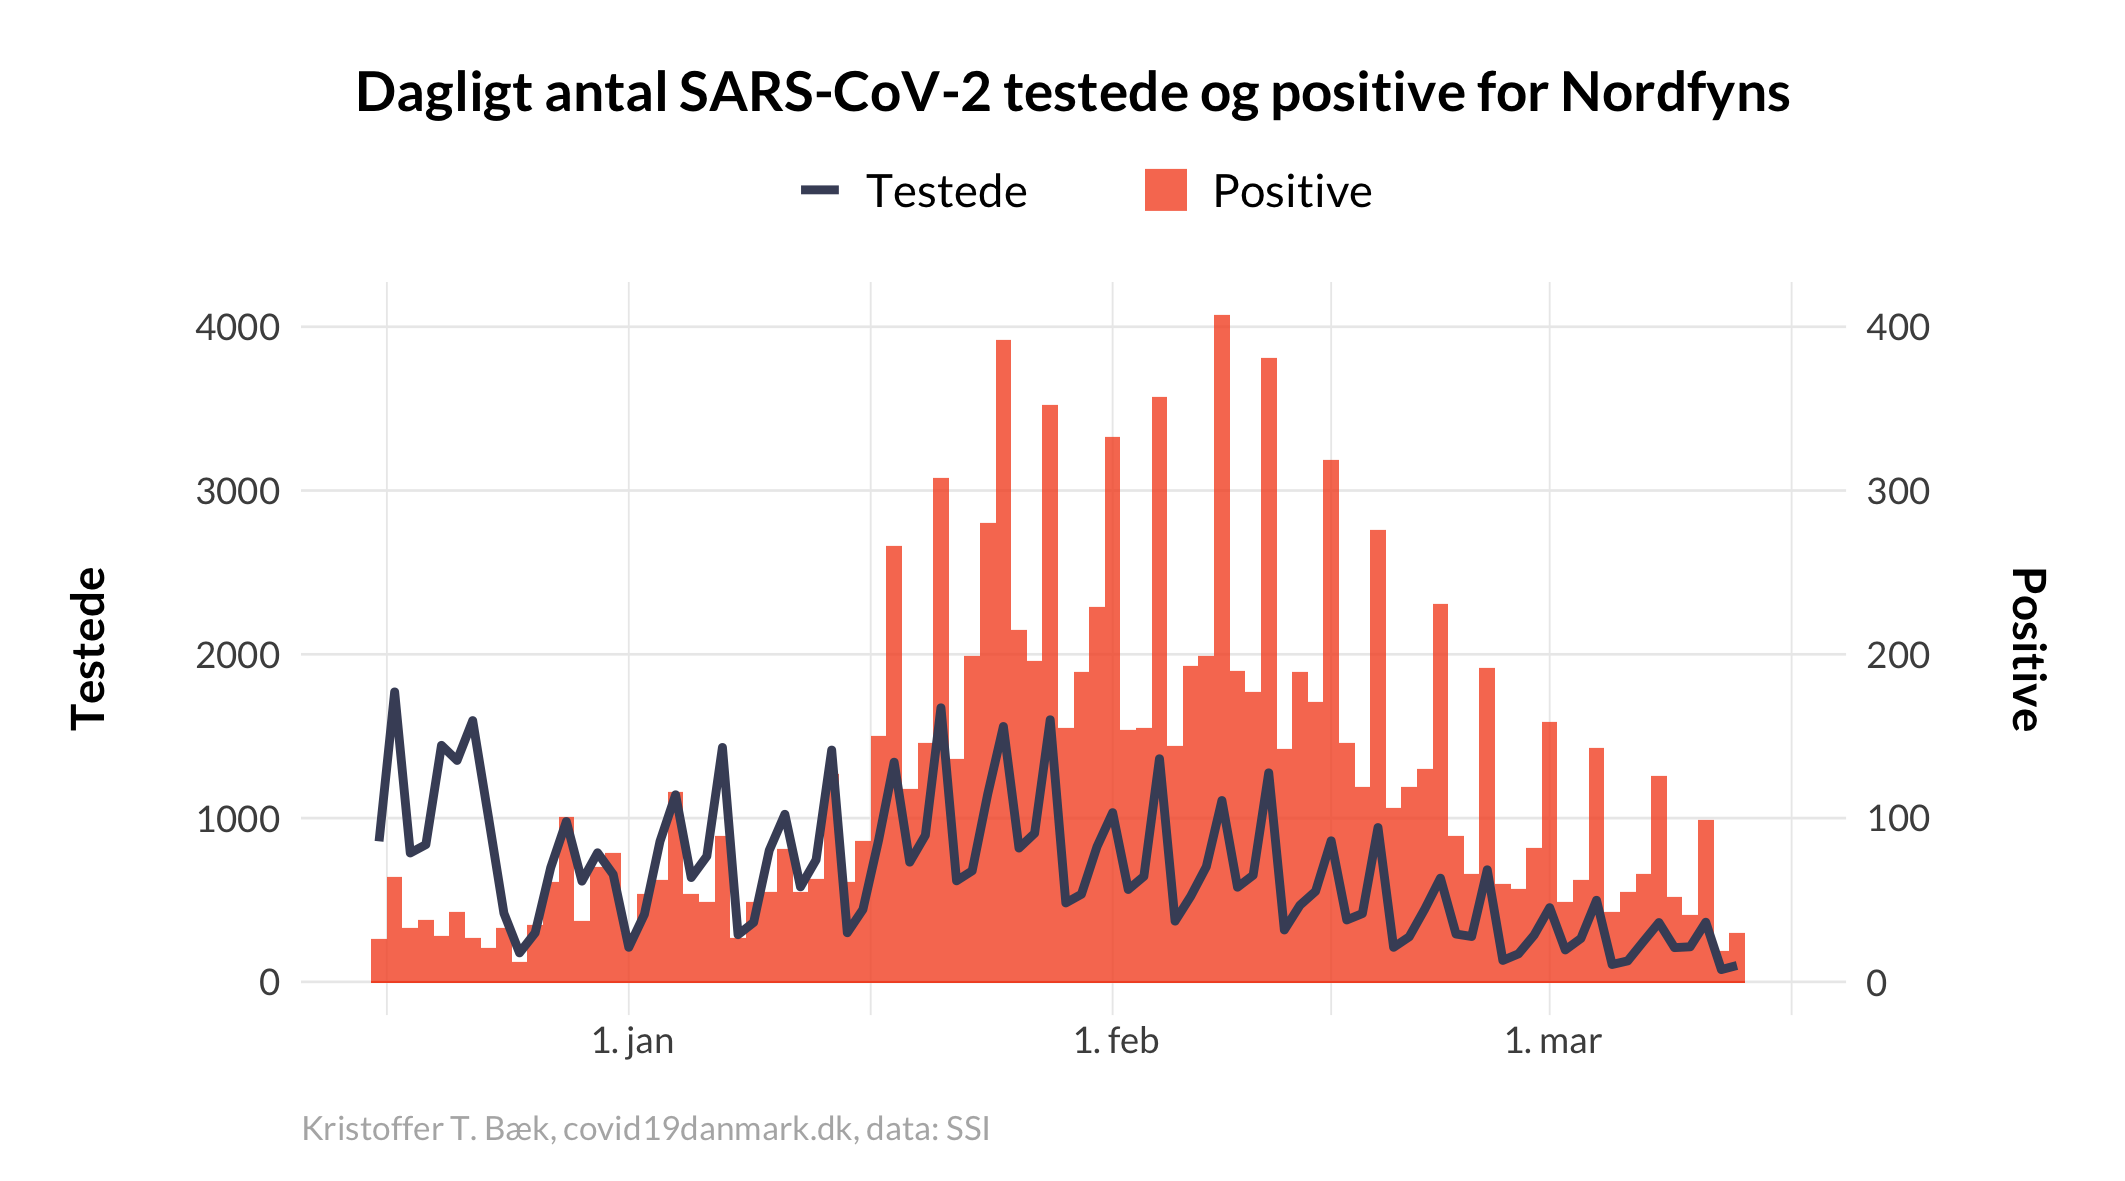 Dagligt antal SARS-CoV-2 testede og positive for Nordfyns
Testede Positive
4000 400
3000 300
2000 200
1000 100
0 0
Testede
Positive
1. jan 1. feb 1. mar
Kristoffer T. Bæk, covid19danmark.dk, data: SSI